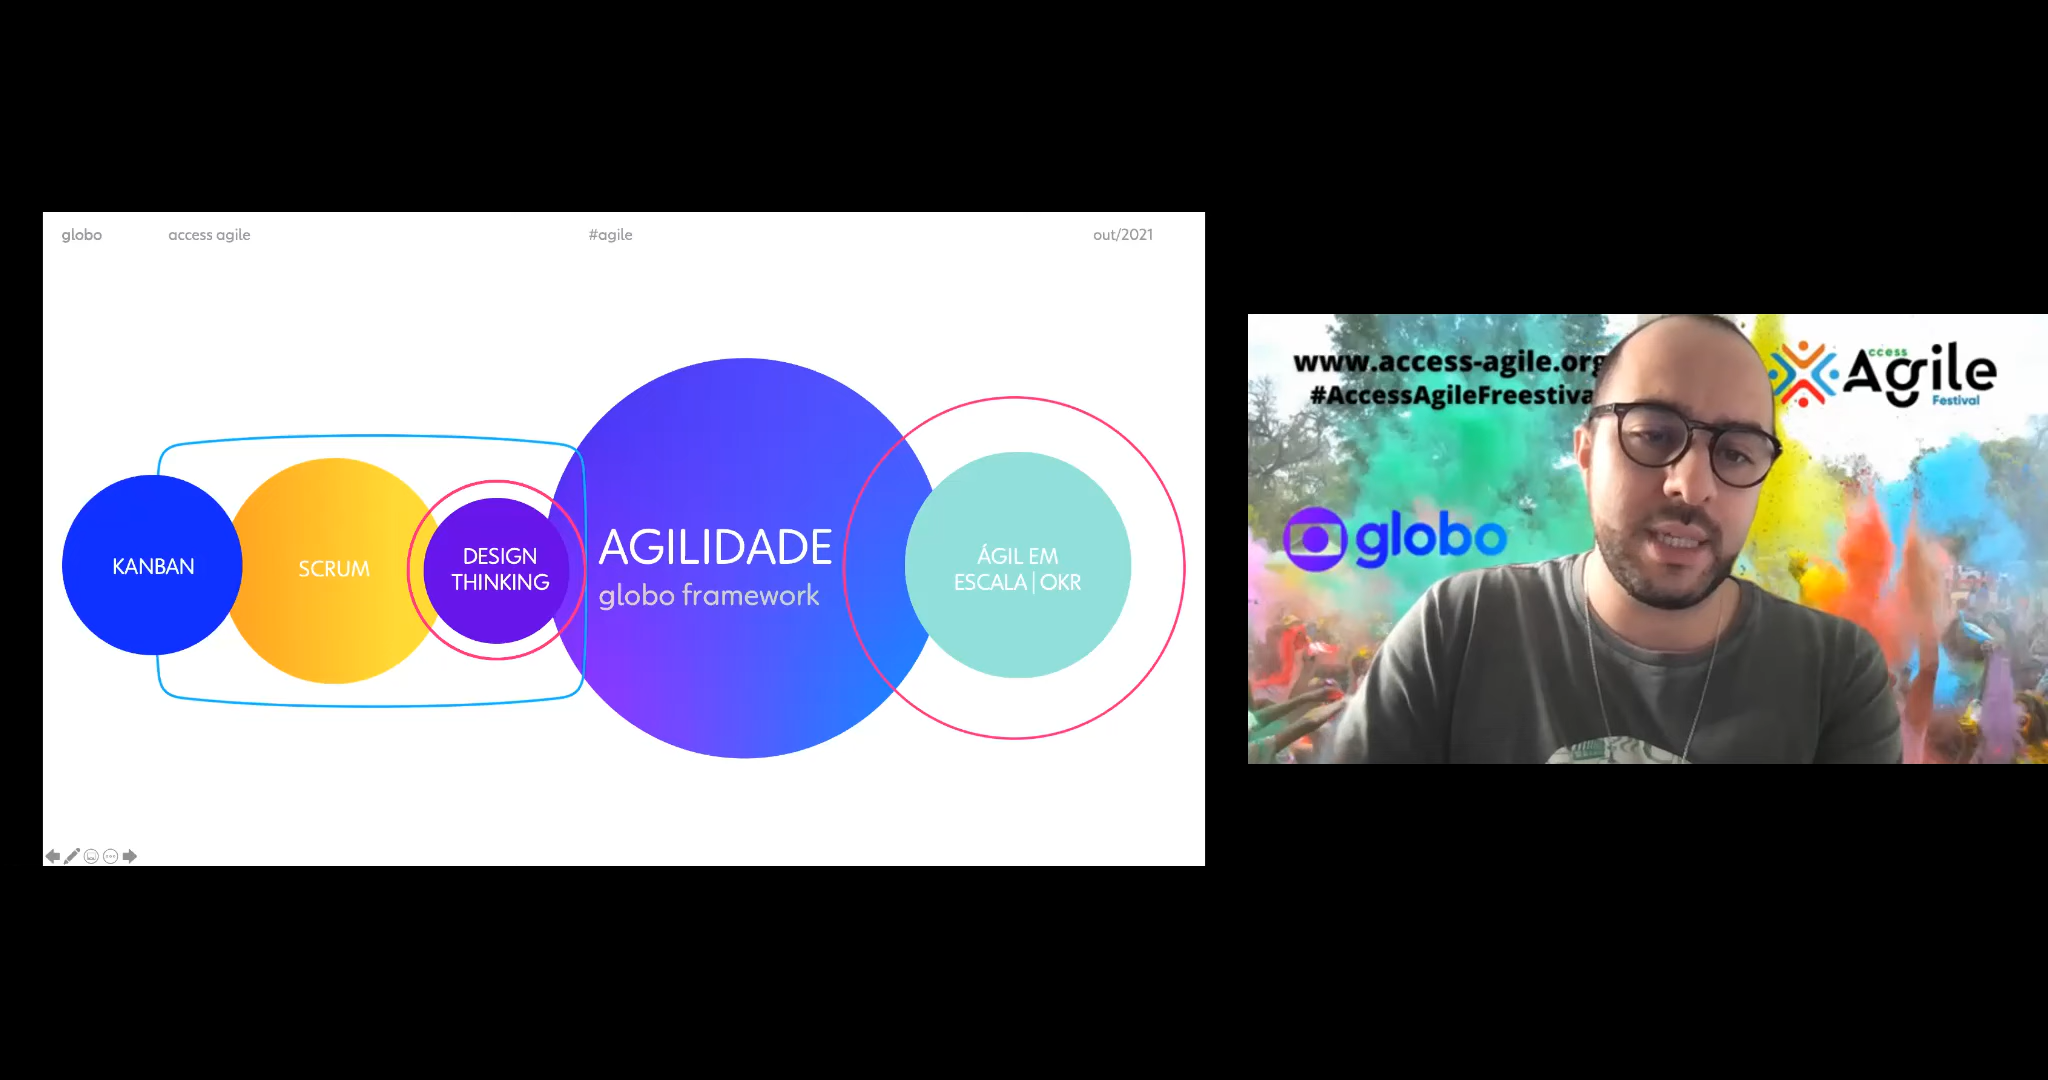 globo access agile #agile out/2021
KANBAN
SCRUM
DESIGN
THINKING
AGILIDADE
globo framework
ÁGIL EM
ESCALA | OKR
www.access-agile.org
#AccessAgileFreestiva
ccess
Agile
Festival
globo